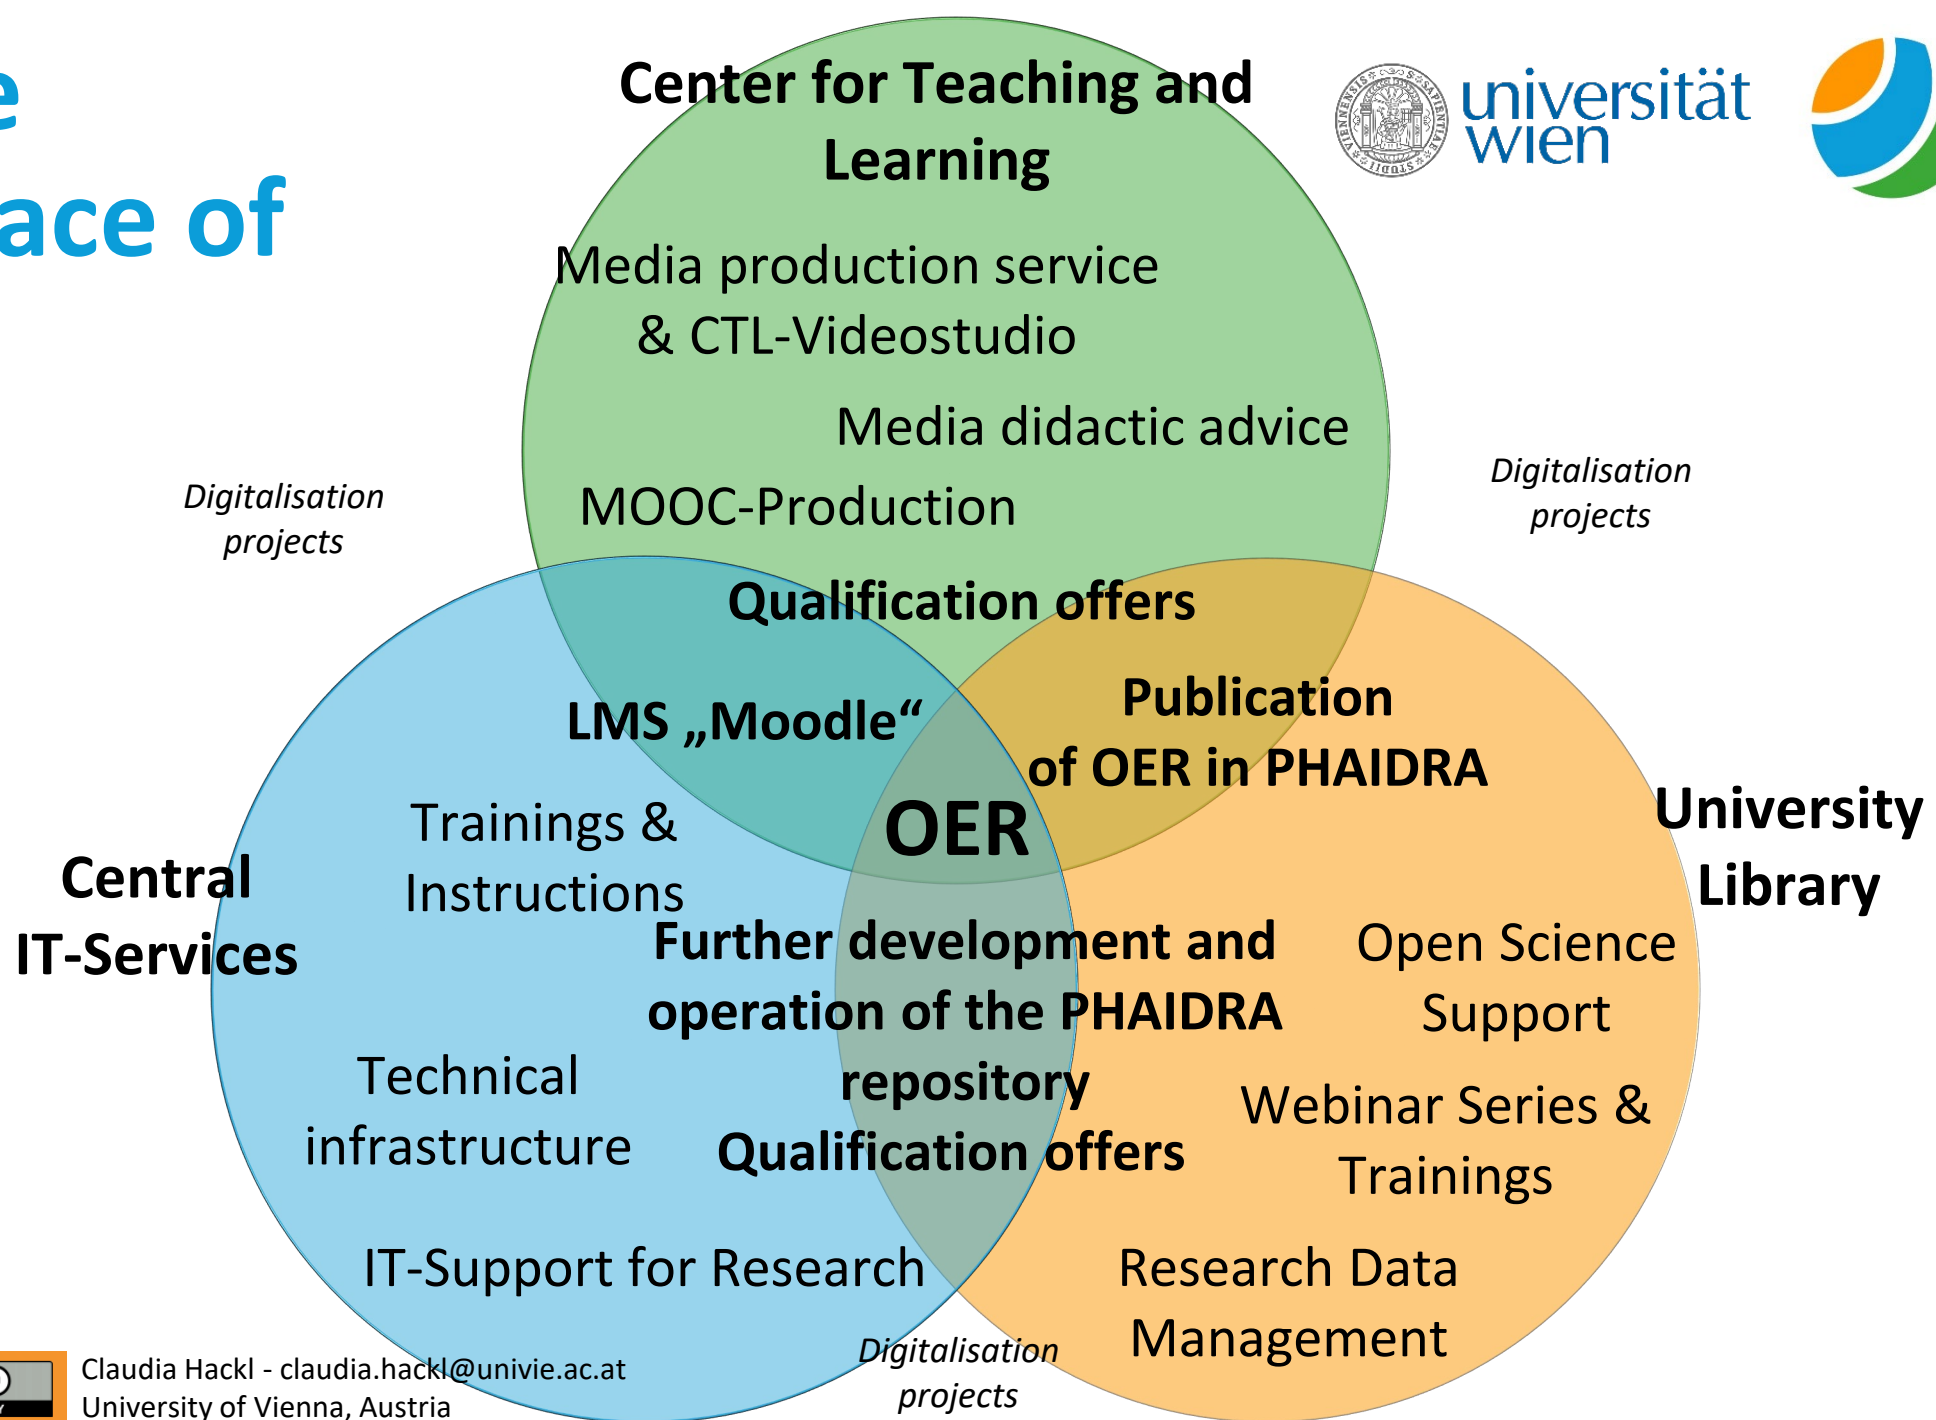 e
ace of
Center for Teaching and
Learning
universität
wien
Media production service
& CTL-Videostudio
Media didactic advice
MOOC-Production
Digitalisation
projects
Digitalisation
projects
Qualification offers
LMS „Moodle“
Publication
of OER in PHAIDRA
OER
Trainings &
Instructions
Central
IT-Services
University
Library
Further development and
operation of the PHAIDRA
repository
Qualification offers
Open Science
Support
Technical
infrastructure
Webinar Series &
Trainings
IT-Support for Research
Research Data
Management
Digitalisation
projects
Claudia Hackl - claudia.hackl@univie.ac.at
University of Vienna, Austria